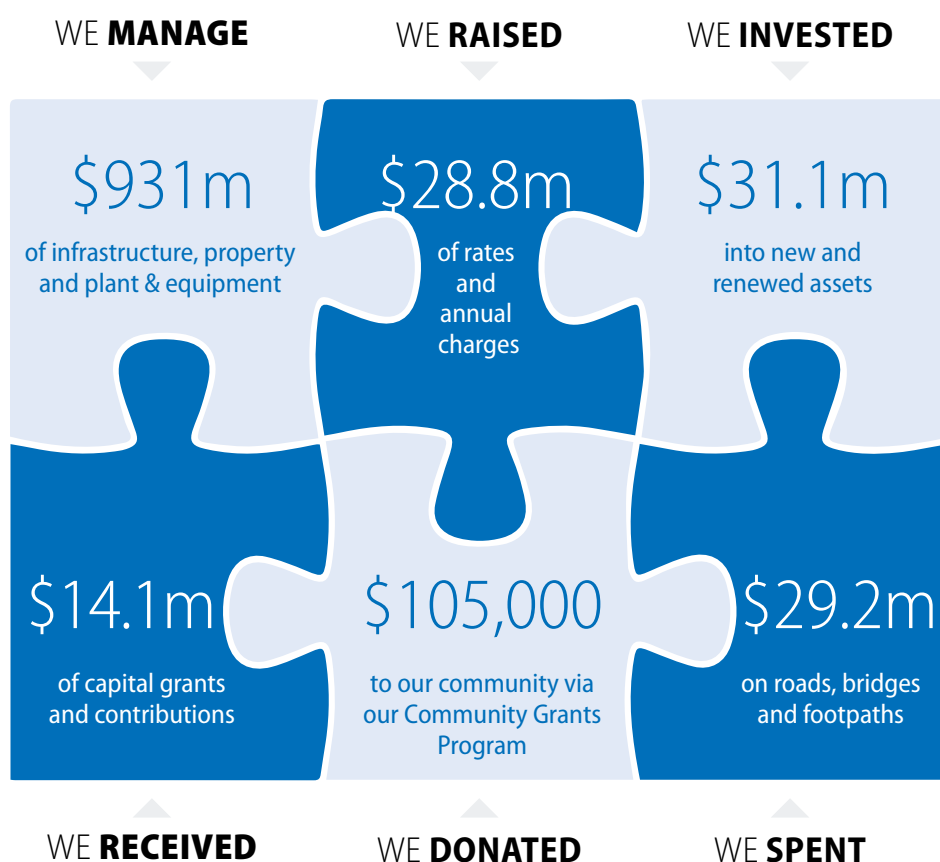 WE MANAGE
$931m
of infrastructure, property
and plant & equipment
WE RAISED
$28.8m
of rates
and
annual
charges
WE INVESTED
$31.1m
into new and
renewed assets
$14.1m
of capital grants
and contributions
WE RECEIVED
$105,000
to our community via
our Community Grants
Program
WE DONATED
$29.2m
on roads, bridges
and footpaths
WE SPENT